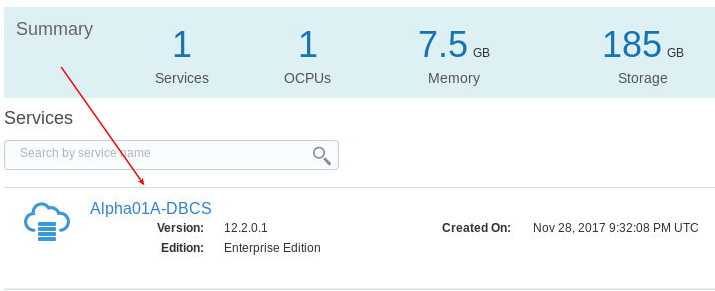 Summary
1 1 7.5 GB 185 GB
Services OCPUs Memory Storage
Services
Search by service name
Alpha01A-DBCS
Version: 12.2.0.1 Created On: Nov 28, 2017 9:32:08 PM UTC
Edition: Enterprise Edition